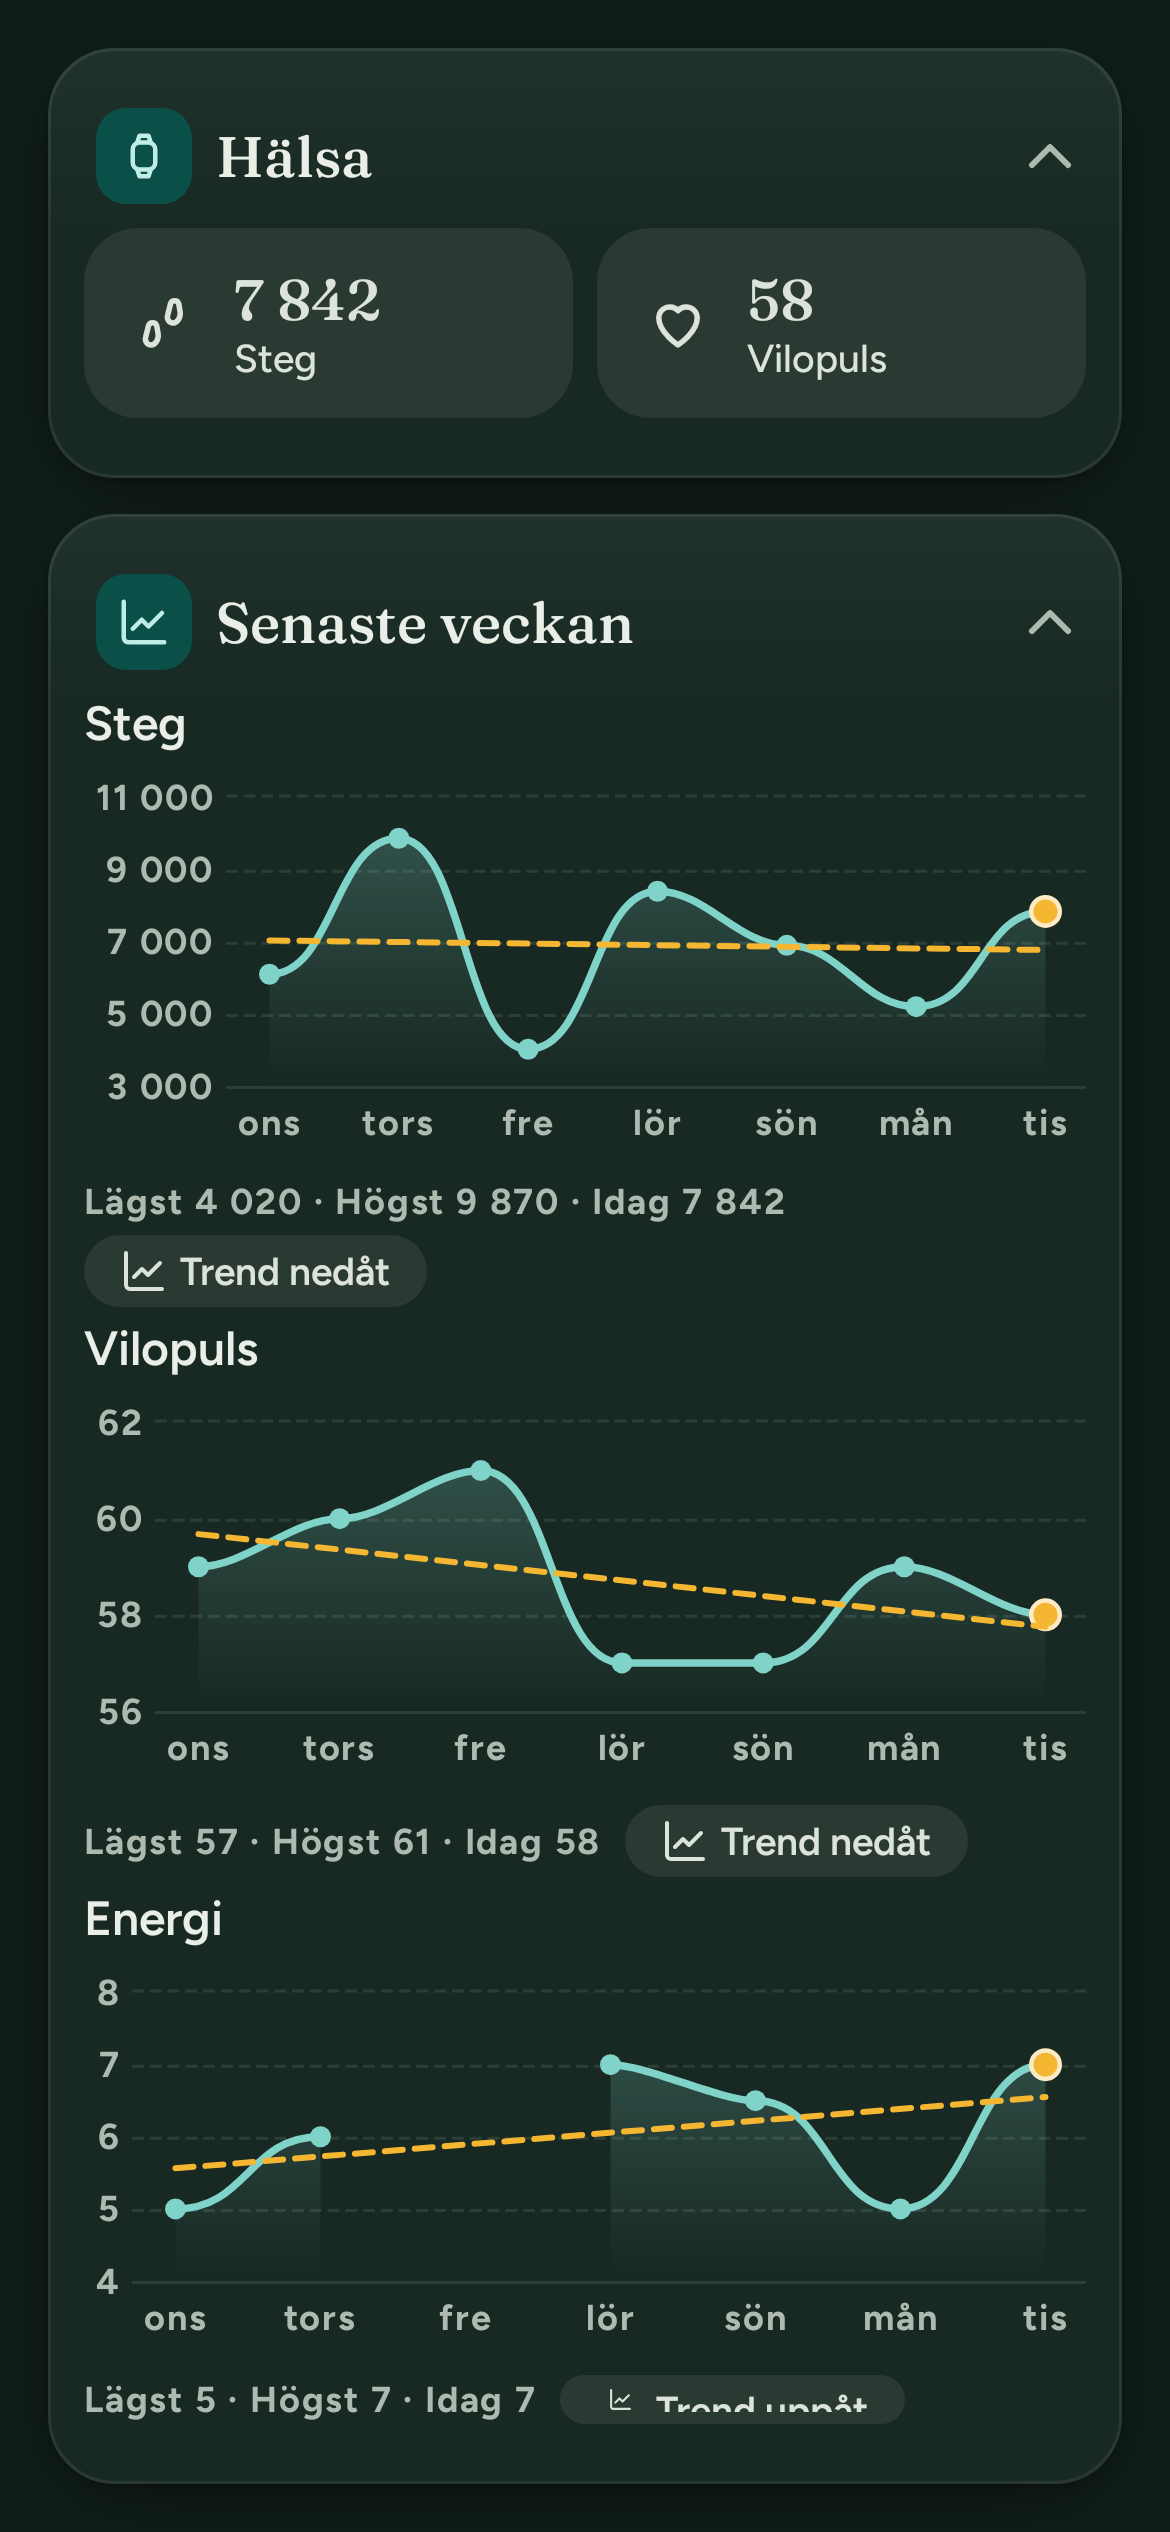 Hälsa
7 842
Steg
58
Vilopuls
Senaste veckan
Steg
11 000
9 000
7 000
5 000
3 000
ons tors fre lör sön mån tis
Lägst 4 020 · Högst 9 870 · Idag 7 842
Trend nedåt
Vilopuls
62
60
58
56
ons tors fre lör sön mån tis
Lägst 57 · Högst 61 · Idag 58 Trend nedåt
Energi
8
7
6
5
4
ons tors fre lör sön mån tis
Lägst 5 · Högst 7 · Idag 7 Trend uppåt